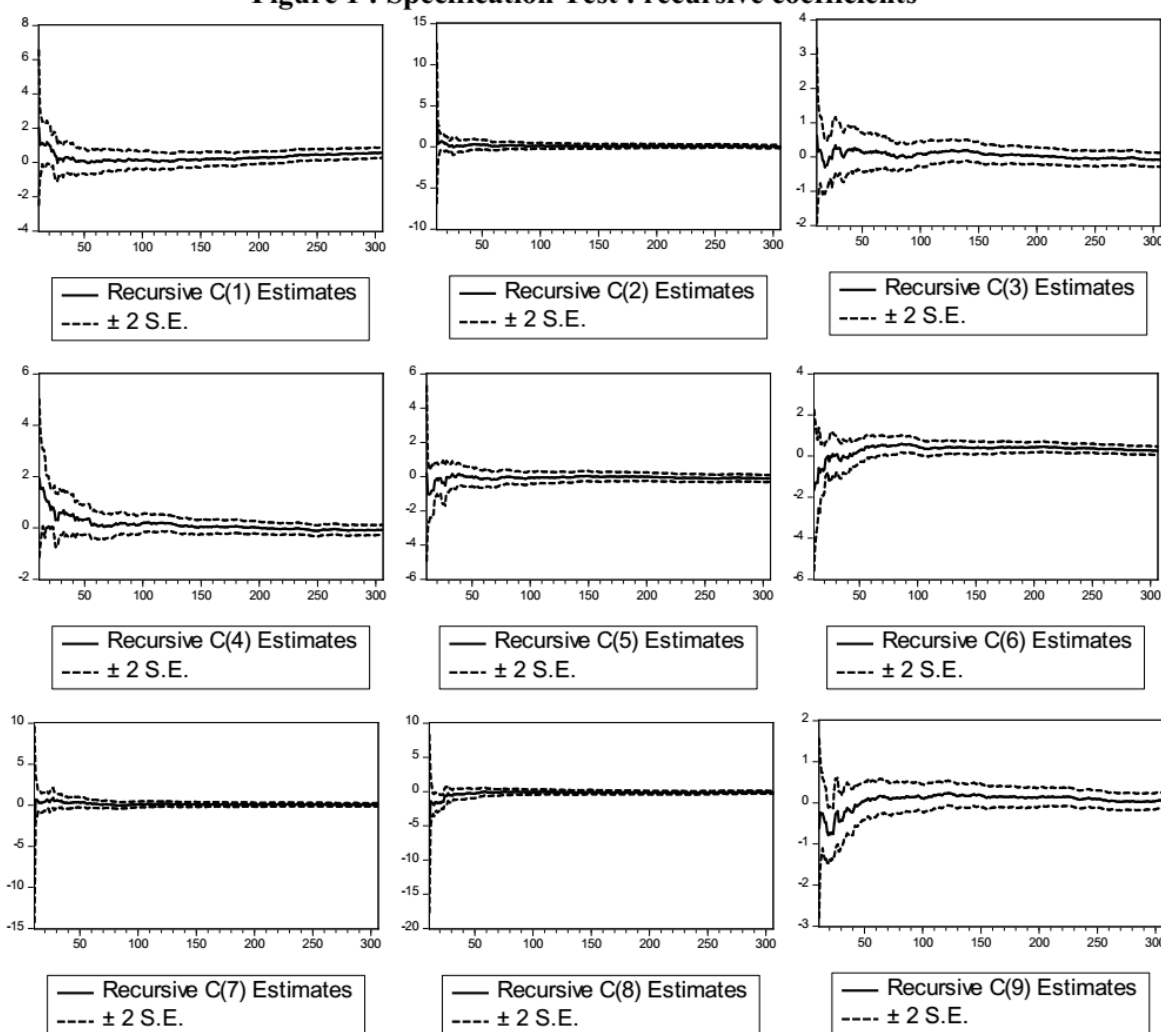 Figure 1 : Specification Test : recursive coefficients
8
6
4
2
0
-2
-4
50 100 150 200 250 300
Recursive C(1) Estimates
± 2 S.E.
15
10
5
0
-5
-10
50 100 150 200 250 300
Recursive C(2) Estimates
± 2 S.E.
4
3
2
1
0
-1
-2
50 100 150 200 250 300
Recursive C(3) Estimates
± 2 S.E.
6
4
2
0
-2
50 100 150 200 250 300
Recursive C(4) Estimates
± 2 S.E.
6
4
2
0
-2
-4
-6
50 100 150 200 250 300
Recursive C(5) Estimates
± 2 S.E.
4
2
0
-2
-4
-6
50 100 150 200 250 300
Recursive C(6) Estimates
± 2 S.E.
10
5
0
-5
-10
-15
50 100 150 200 250 300
Recursive C(7) Estimates
± 2 S.E.
10
5
0
-5
-10
-15
-20
50 100 150 200 250 300
Recursive C(8) Estimates
± 2 S.E.
2
1
0
-1
-2
-3
50 100 150 200 250 300
Recursive C(9) Estimates
± 2 S.E.